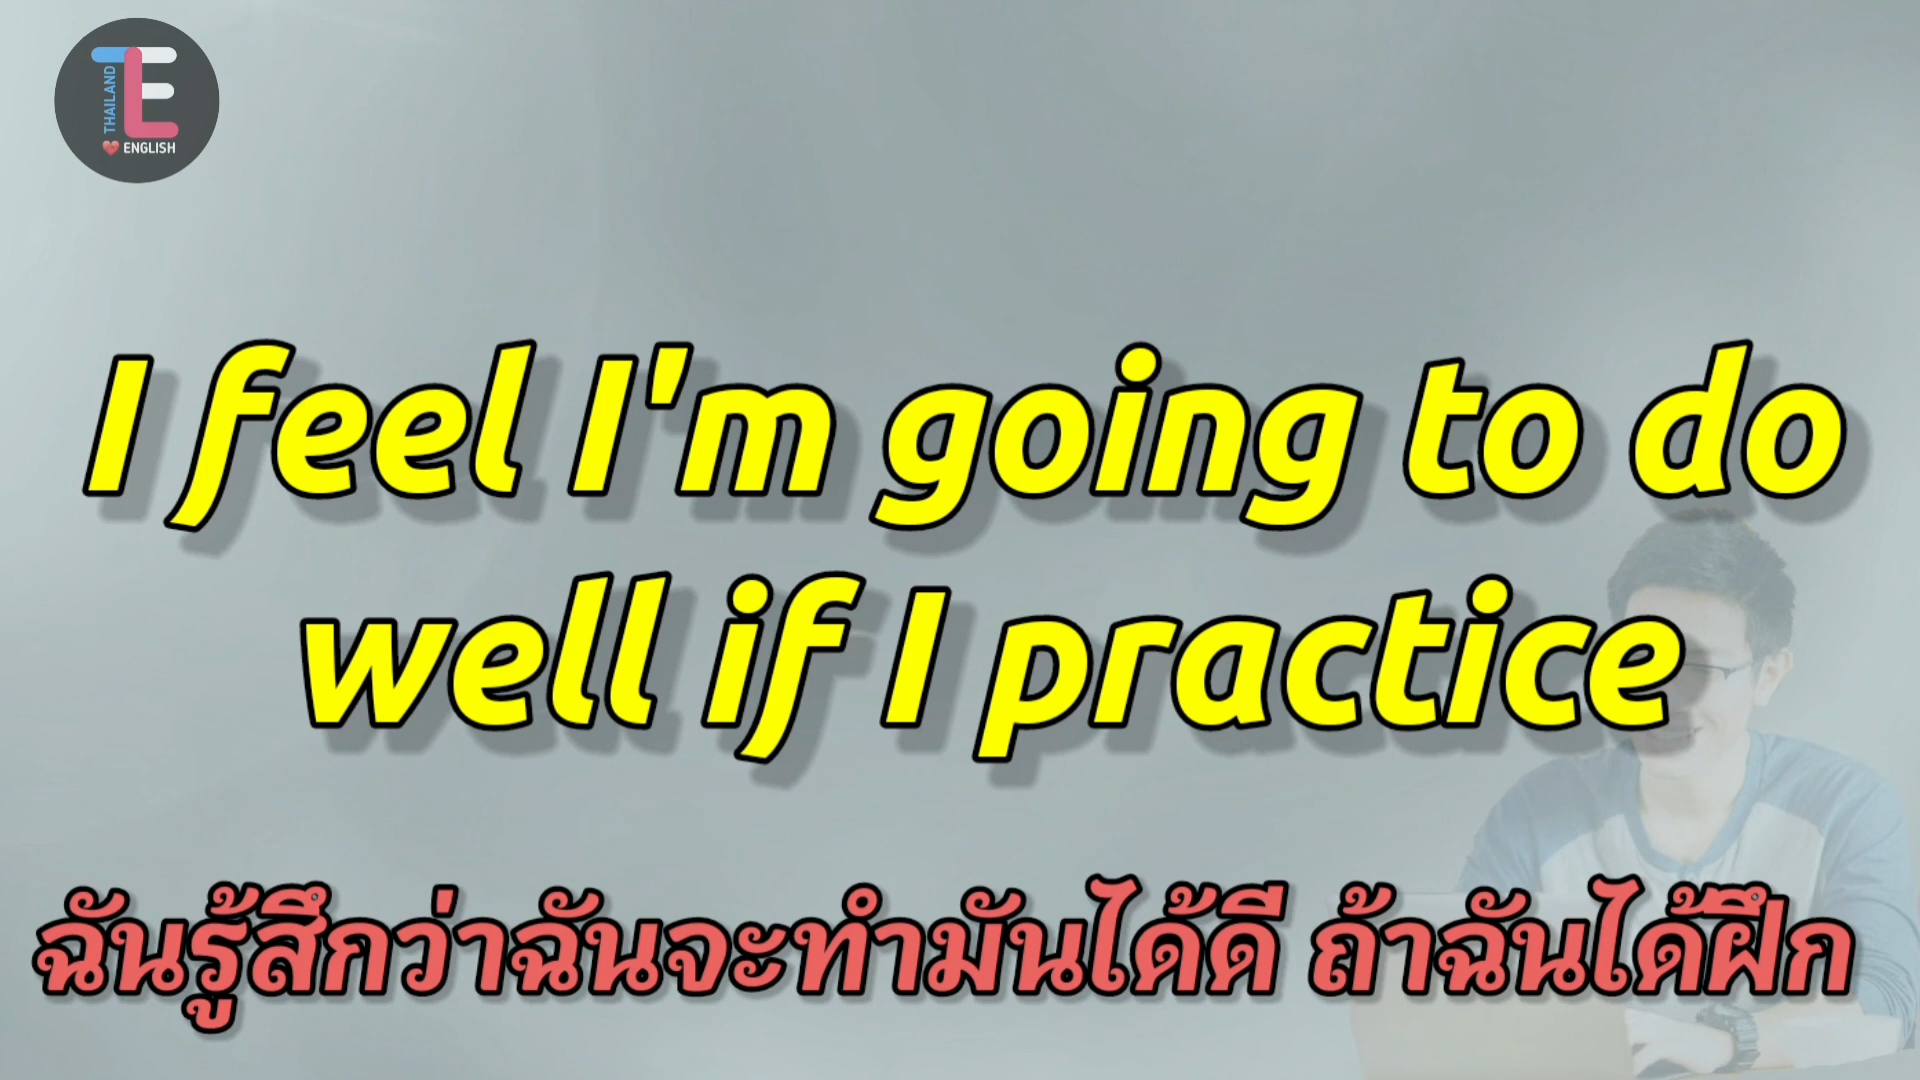 THAILAND
ENGLISH
I feel I'm going to do
well if I practice
ฉันรู้สึกว่าฉันจะทำมันได้ดี ถ้าฉันได้ฝึก